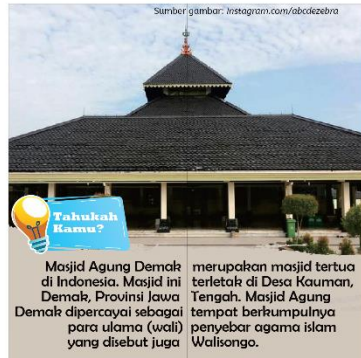 Sumber gambar: Instagram.com/abcdezebra
Tahukah
Kamu?
Masjid Agung Demak merupakan masjid tertua
di Indonesia. Masjid ini terletak di Desa Kauman,
Demak, Provinsi Jawa Tengah. Masjid Agung
Demak dipercayai sebagai tempat berkumpulnya
para ulama (wali) penyebar agama islam
yang disebut juga Walisongo.